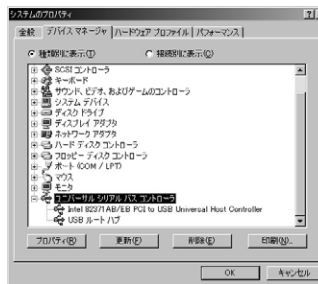 システムのプロパティ
全般 デバイス マネージャ ハードウェア プロファイル パフォーマンス
種類別に表示(T) 接続別に表示(C)
SCSI コントローラ
キーボード
サウンド、ビデオ、およびゲームのコントローラ
システム デバイス
ディスク ドライブ
ディスプレイ アダプタ
ネットワーク アダプタ
ハード ディスク コントローラ
フロッピー ディスク コントローラ
ポート (COM / LPT)
マウス
モニタ
ユニバーサル シリアル バス コントローラ
Intel 82371AB/EB PCI to USB Universal Host Controller
USB ルート ハブ
プロパティ(R) 更新(F) 削除(E) 印刷(N)...
OK キャンセル